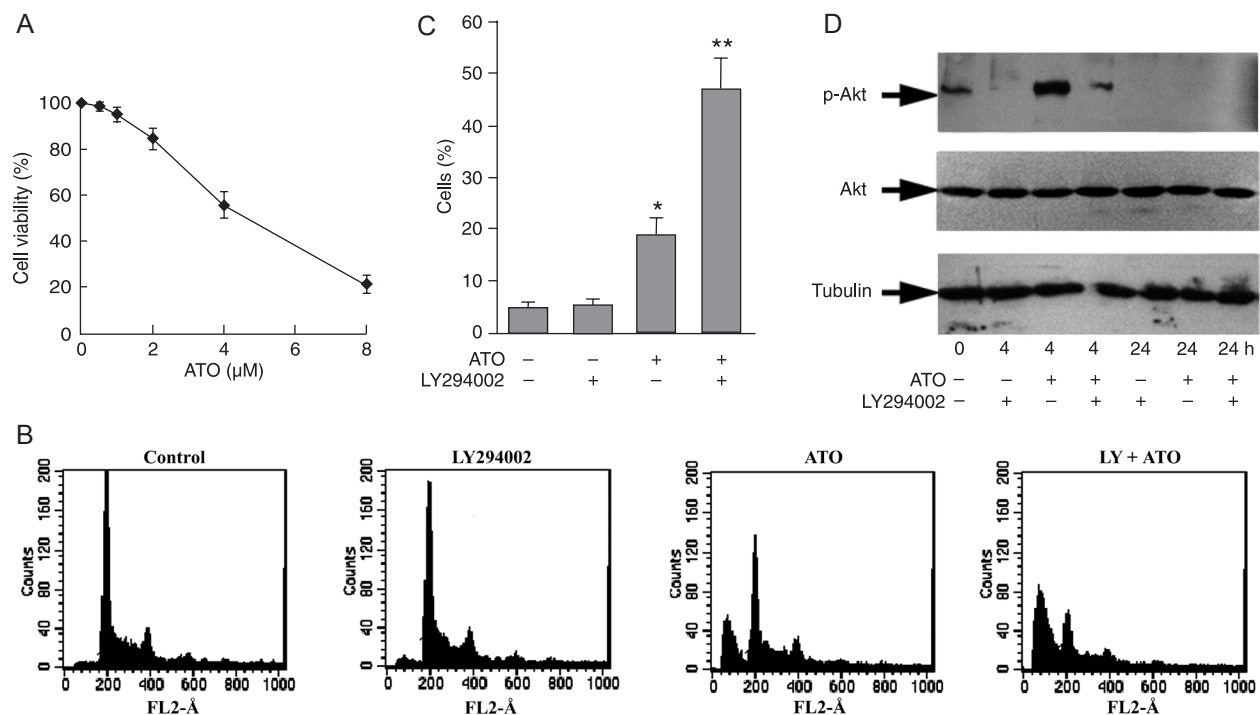 A
Cell viability (%)
100
80
60
40
20
0
0 2 4 6 8
ATO (µM)
C
Cells (%)
60
50
40
30
20
10
0
*
**
ATO – – + +
LY294002 – + – +
D
p-Akt
Akt
Tubulin
0 4 4 4 24 24 24 h
ATO – – + + – + +
LY294002 – + – + + – +
B
Control
Counts
200
160
120
80
40
0
0 200 400 600 800 1000
FL2-Å
LY294002
Counts
200
160
120
80
40
0
0 200 400 600 800 1000
FL2-Å
ATO
Counts
200
160
120
80
40
0
0 200 400 600 800 1000
FL2-Å
LY + ATO
Counts
200
160
120
80
40
0
0 200 400 600 800 1000
FL2-Å